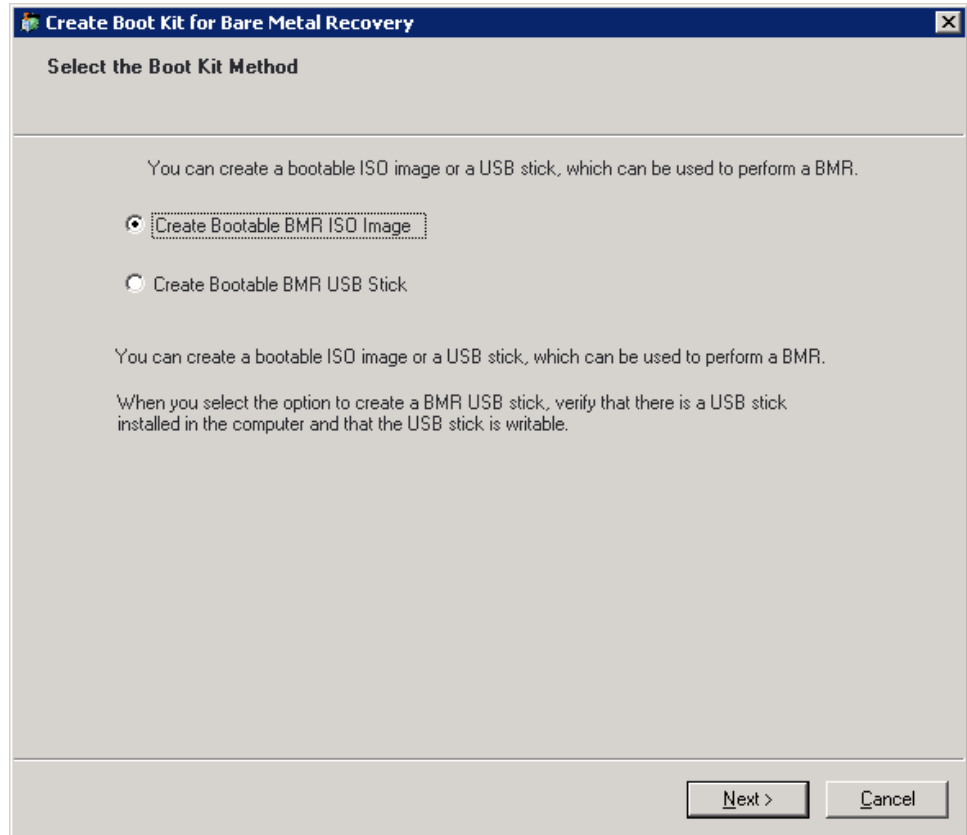 Create Boot Kit for Bare Metal Recovery
Select the Boot Kit Method
You can create a bootable ISO image or a USB stick, which can be used to perform a BMR.
Create Bootable BMR ISO Image
Create Bootable BMR USB Stick
You can create a bootable ISO image or a USB stick, which can be used to perform a BMR.
When you select the option to create a BMR USB stick, verify that there is a USB stick
installed in the computer and that the USB stick is writable.
Next >
Cancel